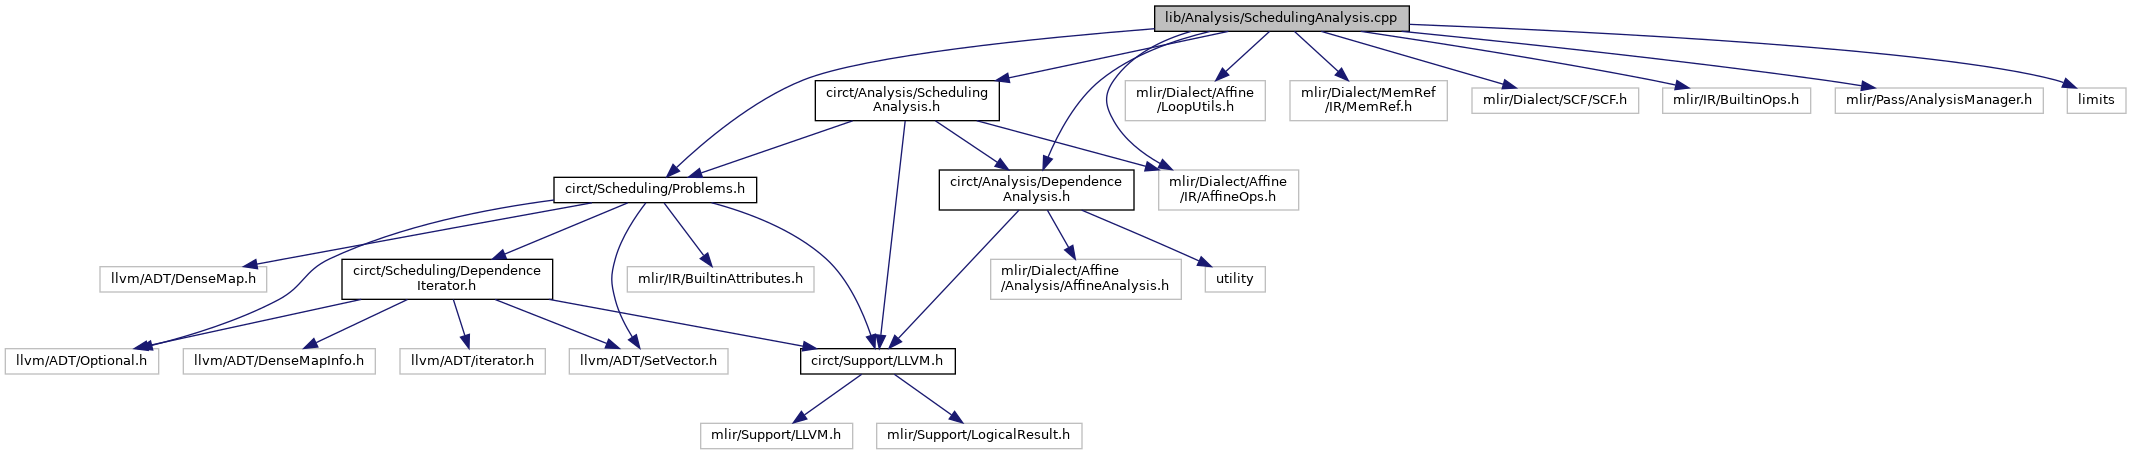 lib/Analysis/SchedulingAnalysis.cpp
circt/Analysis/Scheduling
Analysis.h
mlir/Dialect/Affine
/LoopUtils.h
mlir/Dialect/MemRef
/IR/MemRef.h
mlir/Dialect/SCF/SCF.h
mlir/IR/BuiltinOps.h
mlir/Pass/AnalysisManager.h
limits
circt/Scheduling/Problems.h
circt/Analysis/Dependence
Analysis.h
mlir/Dialect/Affine
/IR/AffineOps.h
llvm/ADT/DenseMap.h
circt/Scheduling/Dependence
Iterator.h
mlir/IR/BuiltinAttributes.h
mlir/Dialect/Affine
/Analysis/AffineAnalysis.h
utility
llvm/ADT/Optional.h
llvm/ADT/DenseMapInfo.h
llvm/ADT/iterator.h
llvm/ADT/SetVector.h
circt/Support/LLVM.h
mlir/Support/LLVM.h
mlir/Support/LogicalResult.h